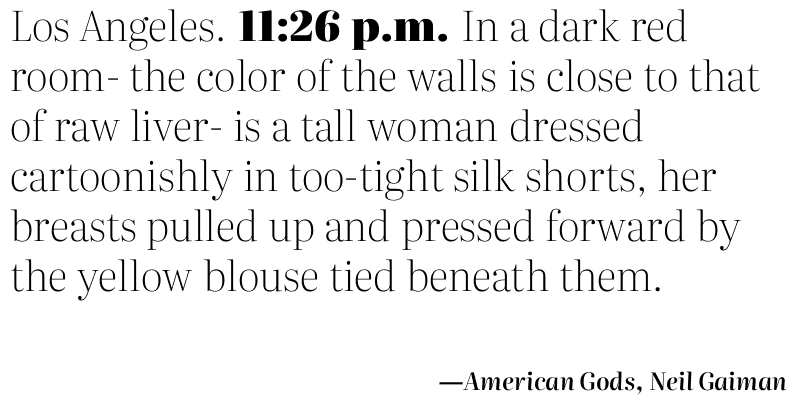 Los Angeles. 11:26 p.m. In a dark red
room- the color of the walls is close to that
of raw liver- is a tall woman dressed
cartoonishly in too-tight silk shorts, her
breasts pulled up and pressed forward by
the yellow blouse tied beneath them.
—American Gods, Neil Gaiman